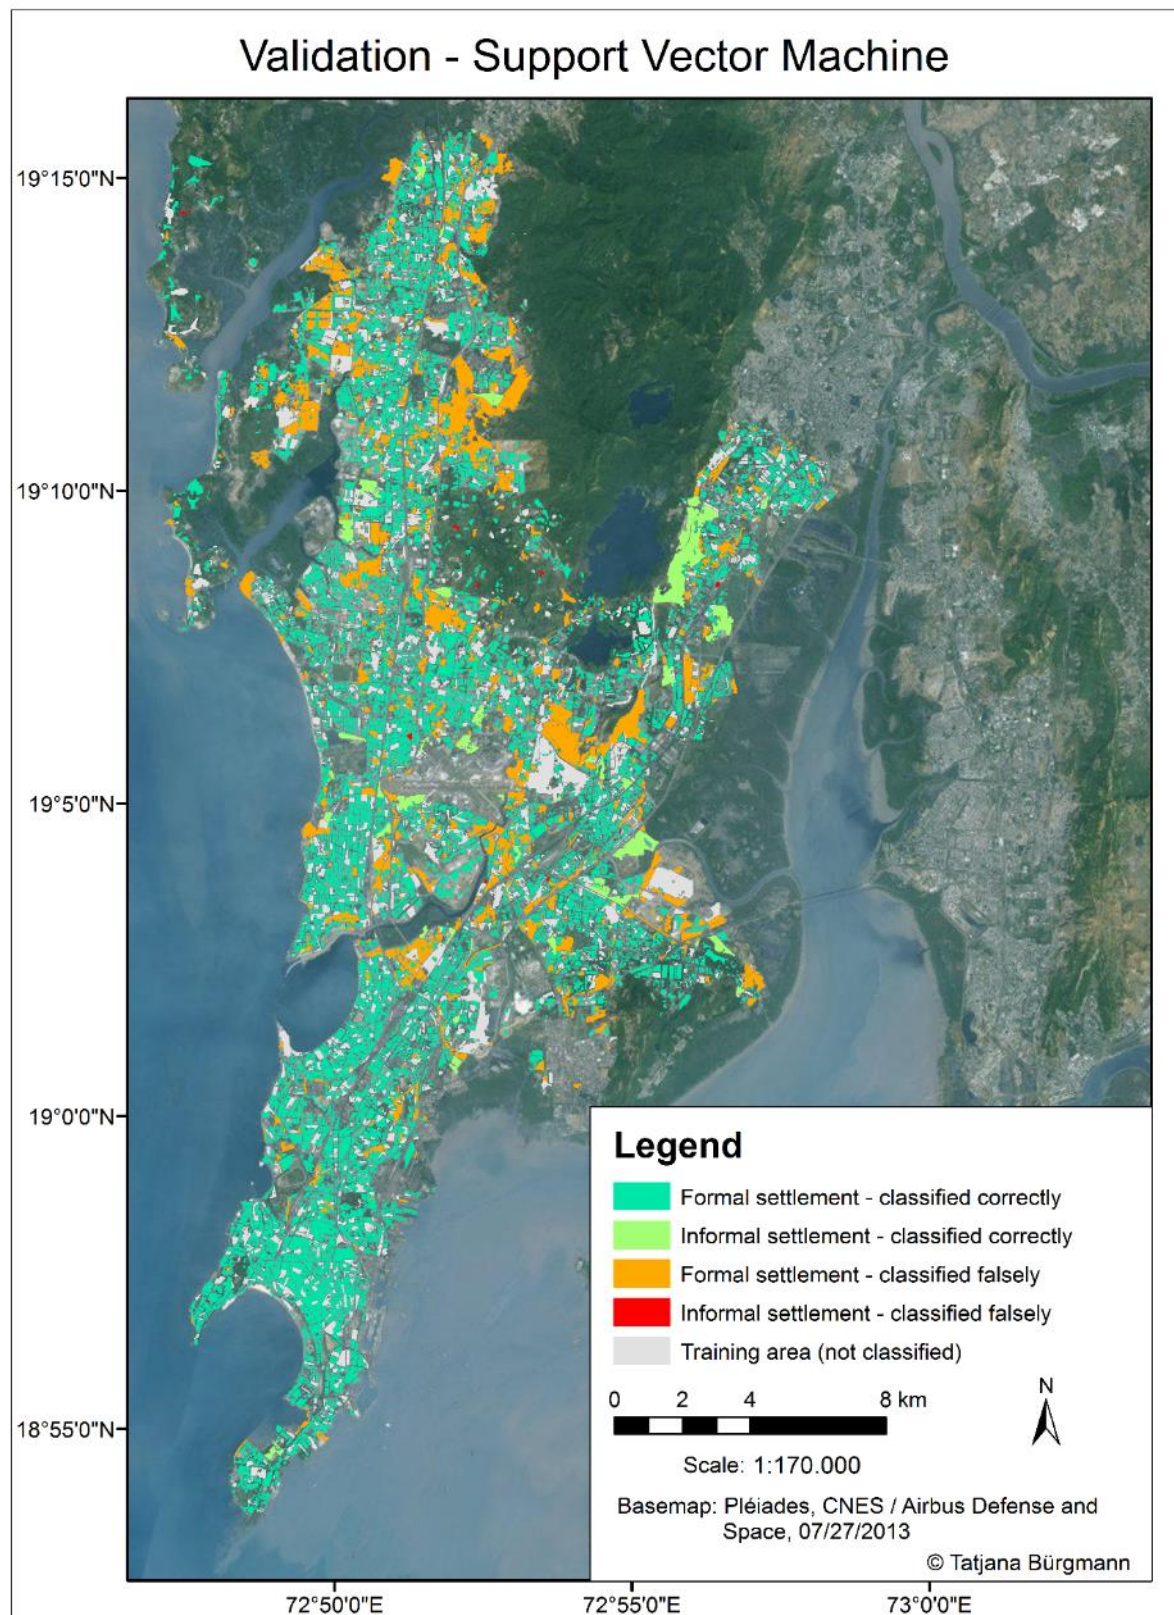 Validation - Support Vector Machine
19°15'0"N
19°10'0"N
19°5'0"N
19°0'0"N
18°55'0"N
Legend
Formal settlement - classified correctly
Informal settlement - classified correctly
Formal settlement - classified falsely
Informal settlement - classified falsely
Training area (not classified)
0 2 4 8 km
N
Scale: 1:170.000
Basemap: Pléiades, CNES / Airbus Defense and
Space, 07/27/2013
© Tatjana Bürgmann
72°50'0"E 72°55'0"E 73°0'0"E